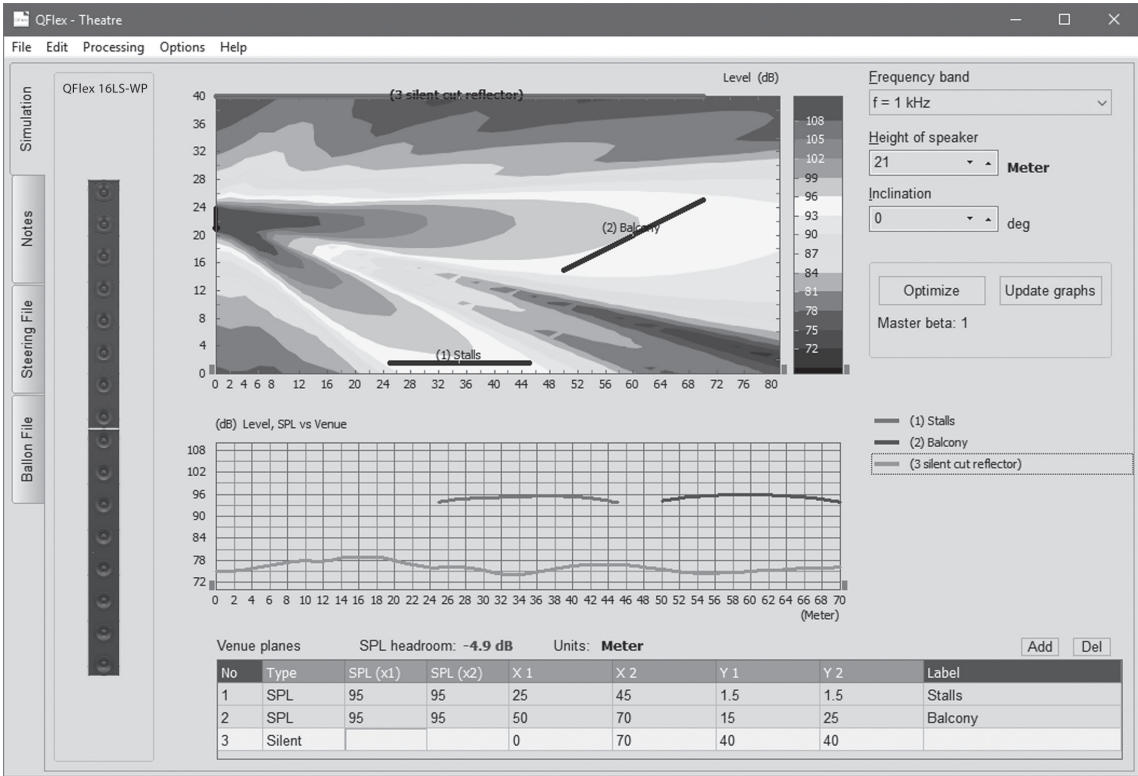 QFlex - Theatre
File Edit Processing Options Help
Simulation
Notes
Steering File
Ballon File
QFlex 16LS-WP
Level (dB)
(3 silent cut reflector)
40
36
32
28
24
20
16
12
8
4
0
(2) Balcony
(1) Stalls
0 2 4 6 8 12 16 20 24 28 32 36 40 44 48 52 56 60 64 68 72 76 80
108
105
102
99
96
93
90
87
84
81
78
75
72
Frequency band
f = 1 kHz
Height of speaker
21 Meter
Inclination
0 deg
Optimize Update graphs
Master beta: 1
(dB) Level, SPL vs Venue
108
102
96
90
84
78
72
0 2 4 6 8 10 12 14 16 18 20 22 24 26 28 30 32 34 36 38 40 42 44 46 48 50 52 54 56 58 60 62 64 66 68 70
(Meter)
(1) Stalls
(2) Balcony
(3 silent cut reflector)
Venue planes SPL headroom: -4.9 dB Units: Meter Add Del
No Type SPL (x1) SPL (x2) X 1 X 2 Y 1 Y 2 Label
1 SPL 95 95 25 45 1.5 1.5 Stalls
2 SPL 95 95 50 70 15 25 Balcony
3 Silent 0 70 40 40